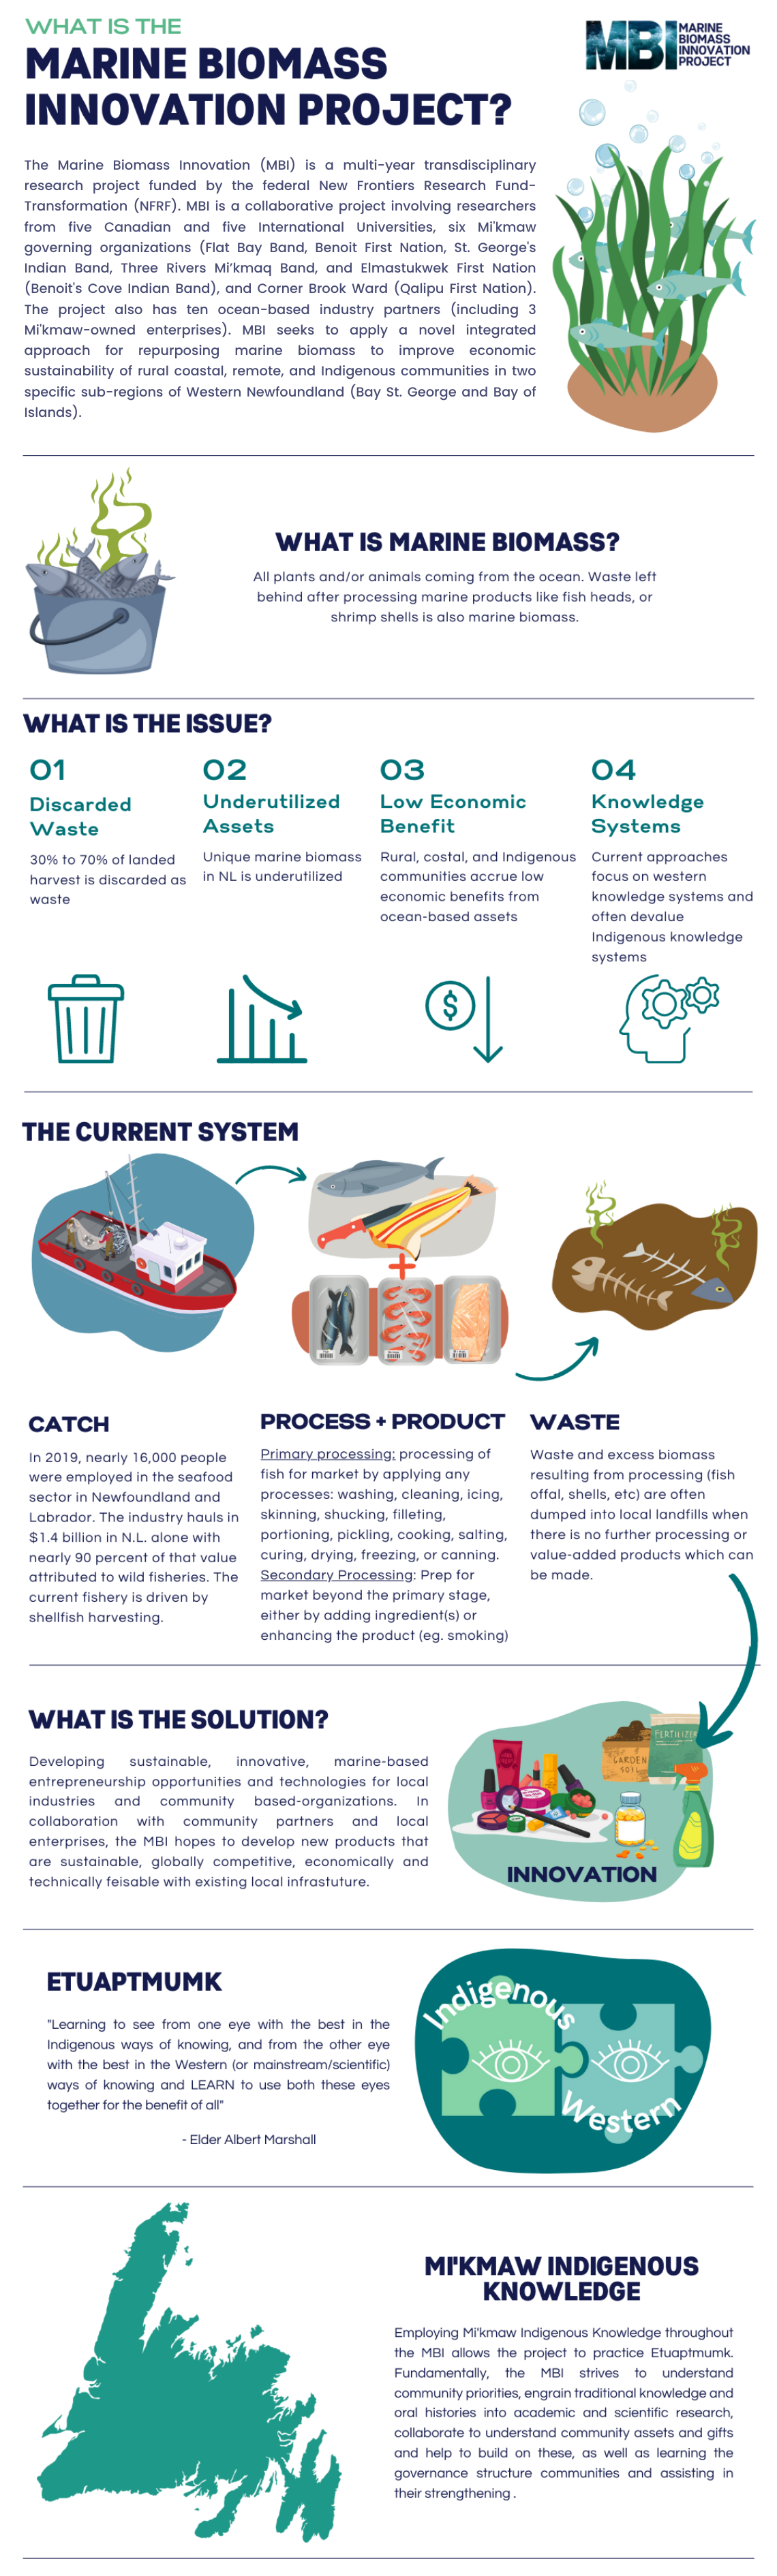 WHAT IS THE
MARINE BIOMASS
INNOVATION PROJECT?
MBI MARINE
BIOMASS
INNOVATION
PROJECT
The Marine Biomass Innovation (MBI) is a multi-year transdisciplinary
research project funded by the federal New Frontiers Research Fund-
Transformation (NFRF). MBI is a collaborative project involving researchers
from five Canadian and five International Universities, six Mi'kmaw
governing organizations (Flat Bay Band, Benoit First Nation, St. George's
Indian Band, Three Rivers Mi'kmaq Band, and Elmastukwek First Nation
(Benoit's Cove Indian Band), and Corner Brook Ward (Qalipu First Nation).
The project also has ten ocean-based industry partners (including 3
Mi'kmaw-owned enterprises). MBI seeks to apply a novel integrated
approach for repurposing marine biomass to improve economic
sustainability of rural coastal, remote, and Indigenous communities in two
specific sub-regions of Western Newfoundland (Bay St. George and Bay of
Islands).
WHAT IS MARINE BIOMASS?
All plants and/or animals coming from the ocean. Waste left
behind after processing marine products like fish heads, or
shrimp shells is also marine biomass.
WHAT IS THE ISSUE?
01
Discarded
Waste
30% to 70% of landed
harvest is discarded as
waste
02
Underutilized
Assets
Unique marine biomass
in NL is underutilized
03
Low Economic
Benefit
Rural, costal, and Indigenous
communities accrue low
economic benefits from
ocean-based assets
04
Knowledge
Systems
Current approaches
focus on western
knowledge systems and
often devalue
Indigenous knowledge
systems
$
THE CURRENT SYSTEM
+
CATCH
In 2019, nearly 16,000 people
were employed in the seafood
sector in Newfoundland and
Labrador. The industry hauls in
$1.4 billion in N.L. alone with
nearly 90 percent of that value
attributed to wild fisheries. The
current fishery is driven by
shellfish harvesting.
PROCESS + PRODUCT
Primary processing: processing of
fish for market by applying any
processes: washing, cleaning, icing,
skinning, shucking, filleting,
portioning, pickling, cooking, salting,
curing, drying, freezing, or canning.
Secondary Processing: Prep for
market beyond the primary stage,
either by adding ingredient(s) or
enhancing the product (eg. smoking)
WASTE
Waste and excess biomass
resulting from processing (fish
offal, shells, etc) are often
dumped into local landfills when
there is no further processing or
value-added products which can
be made.
WHAT IS THE SOLUTION?
Developing sustainable, innovative, marine-based
entrepreneurship opportunities and technologies for local
industries and community based-organizations. In
collaboration with community partners and local
enterprises, the MBI hopes to develop new products that
are sustainable, globally competitive, economically and
technically feisable with existing local infrastuture.
FERTILIZER
GARDEN
SOIL
INNOVATION
ETUAPTMUMK
"Learning to see from one eye with the best in the
Indigenous ways of knowing, and from the other eye
with the best in the Western (or mainstream/scientific)
ways of knowing and LEARN to use both these eyes
together for the benefit of all"
- Elder Albert Marshall
Indigenous
Western
MI'KMAW INDIGENOUS
KNOWLEDGE
Employing Mi'kmaw Indigenous Knowledge throughout
the MBI allows the project to practice Etuaptmumk.
Fundamentally, the MBI strives to understand
community priorities, engrain traditional knowledge and
oral histories into academic and scientific research,
collaborate to understand community assets and gifts
and help to build on these, as well as learning the
governance structure communities and assisting in
their strengthening .